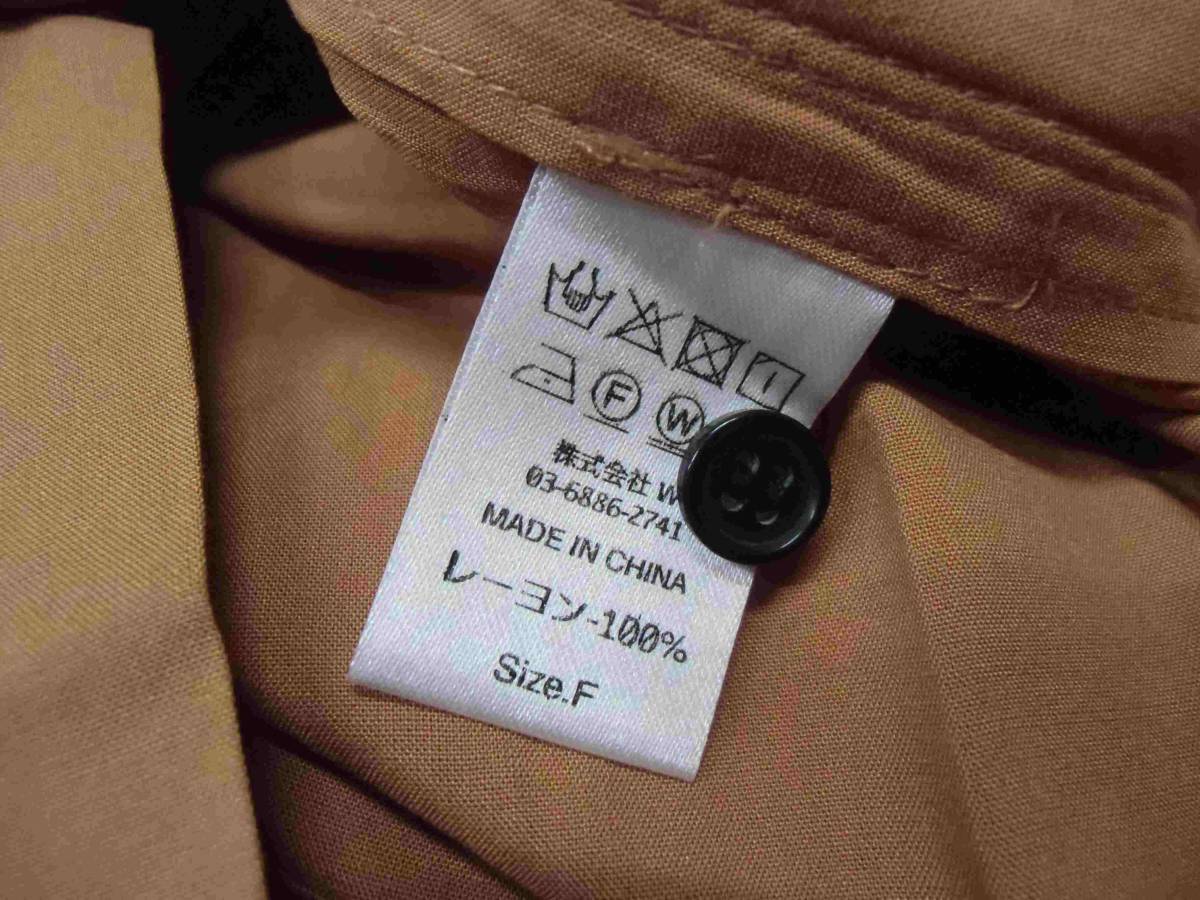 F W
株式会社 W
03-6886-2741
MADE IN CHINA
レーヨン-100%
Size.F